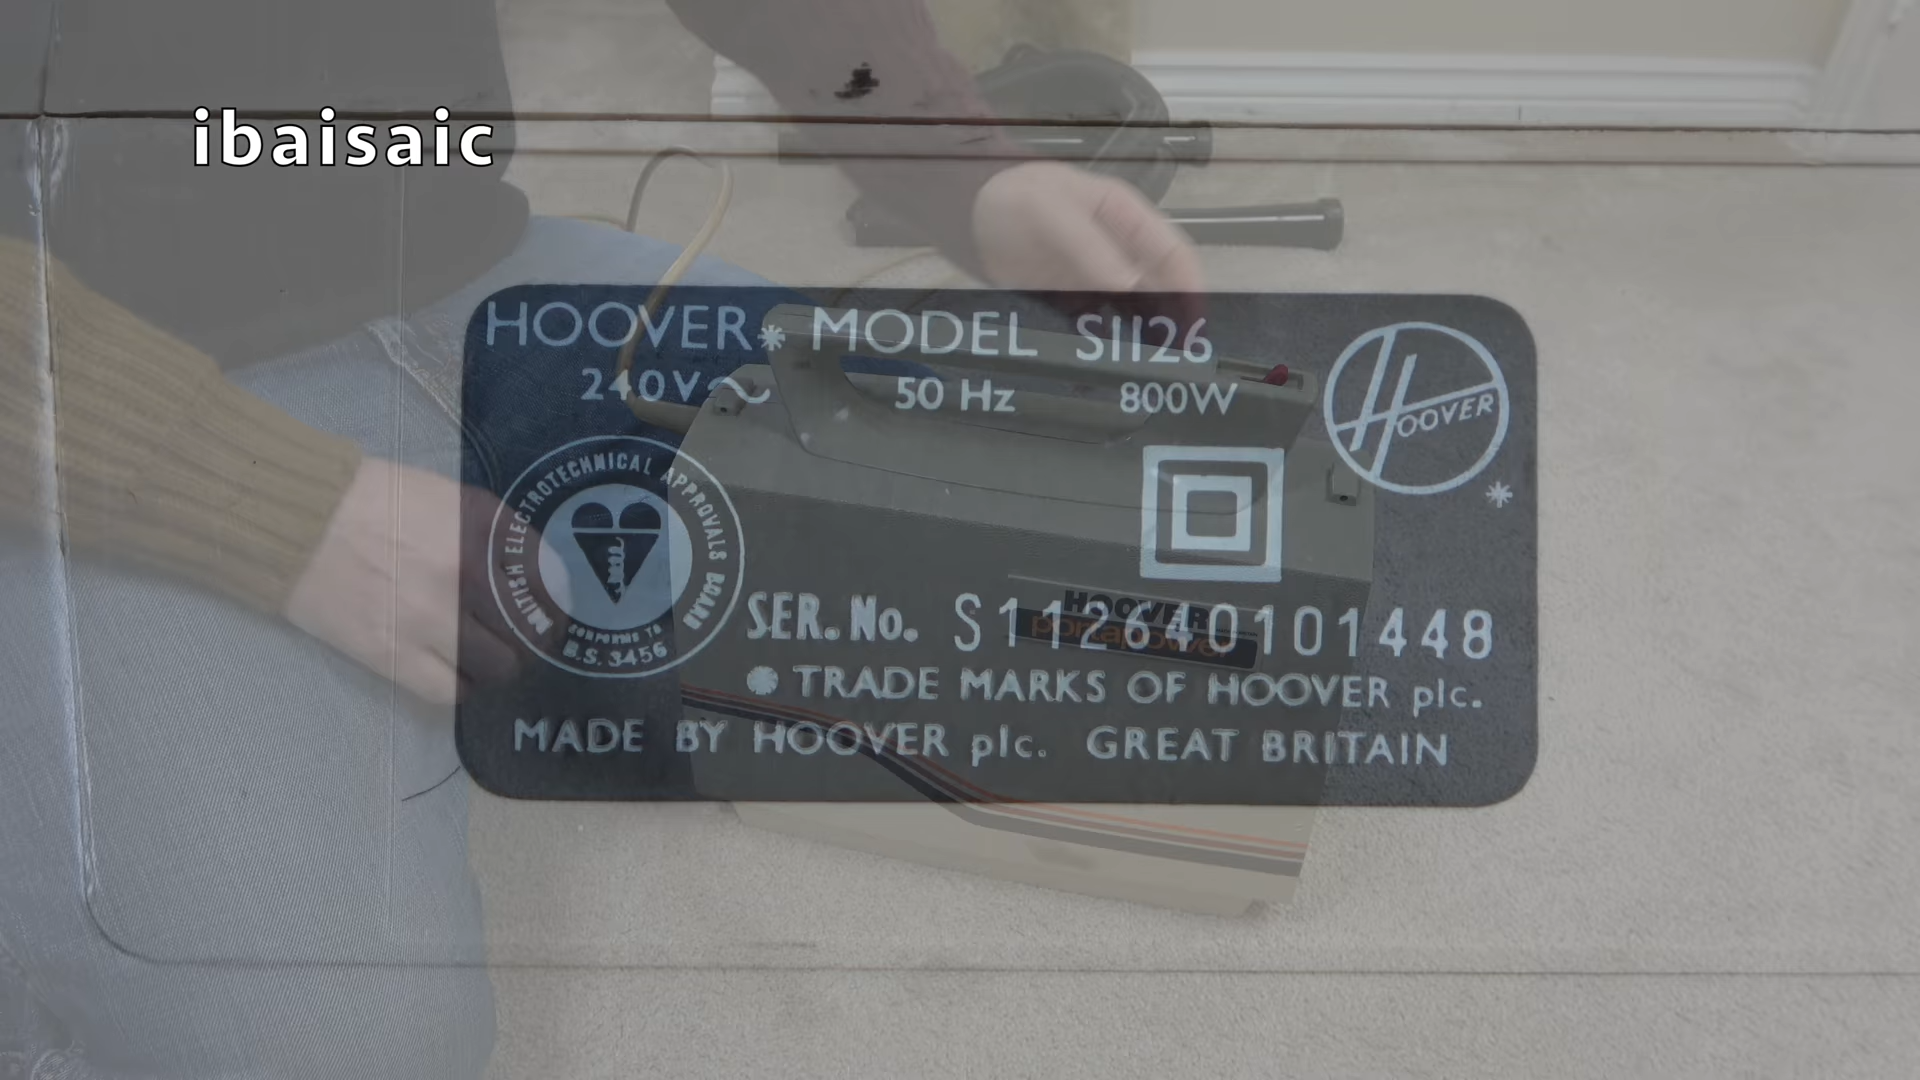 ibaisaic
HOOVER* MODEL S1126
240V~ 50 Hz 800W
HOOVER
*
BRITISH ELECTROTECHNICAL APPROVALS BOARD
CONFORMS TO
B.S. 3456
SER. No. S112640101448
HOOVER
portapower
* TRADE MARKS OF HOOVER plc.
MADE BY HOOVER plc. GREAT BRITAIN